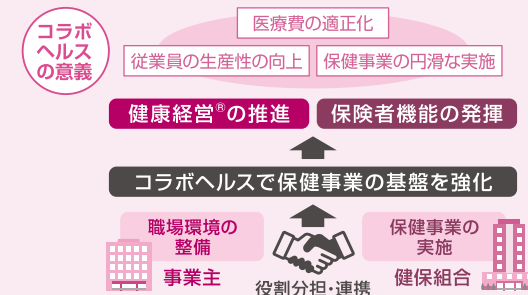 コラボ
ヘルス
の意義
医療費の適正化
従業員の生産性の向上
保健事業の円滑な実施
健康経営®の推進
保険者機能の発揮
コラボヘルスで保健事業の基盤を強化
職場環境の
整備
保健事業の
実施
事業主
健保組合
役割分担・連携